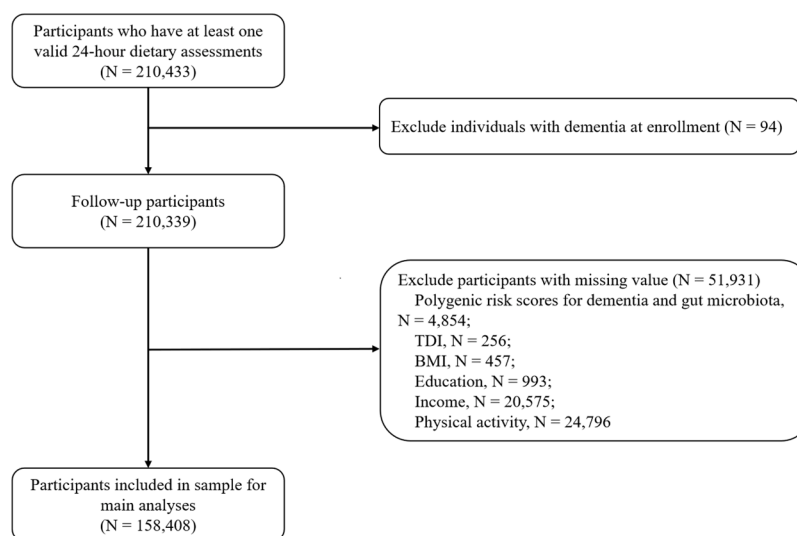 Participants who have at least one
valid 24-hour dietary assessments
(N = 210,433)
Exclude individuals with dementia at enrollment (N = 94)
Follow-up participants
(N = 210,339)
Exclude participants with missing value (N = 51,931)
Polygenic risk scores for dementia and gut microbiota,
N = 4,854;
TDI, N = 256;
BMI, N = 457;
Education, N = 993;
Income, N = 20,575;
Physical activity, N = 24,796
Participants included in sample for
main analyses
(N = 158,408)